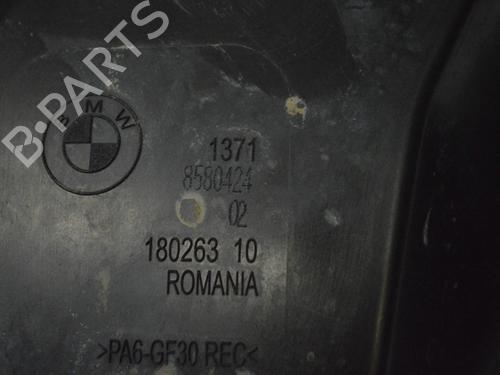 B-PARTS
BMW
1371
8580424
02
180263 10
ROMANIA
>PA6-GF30 REC<